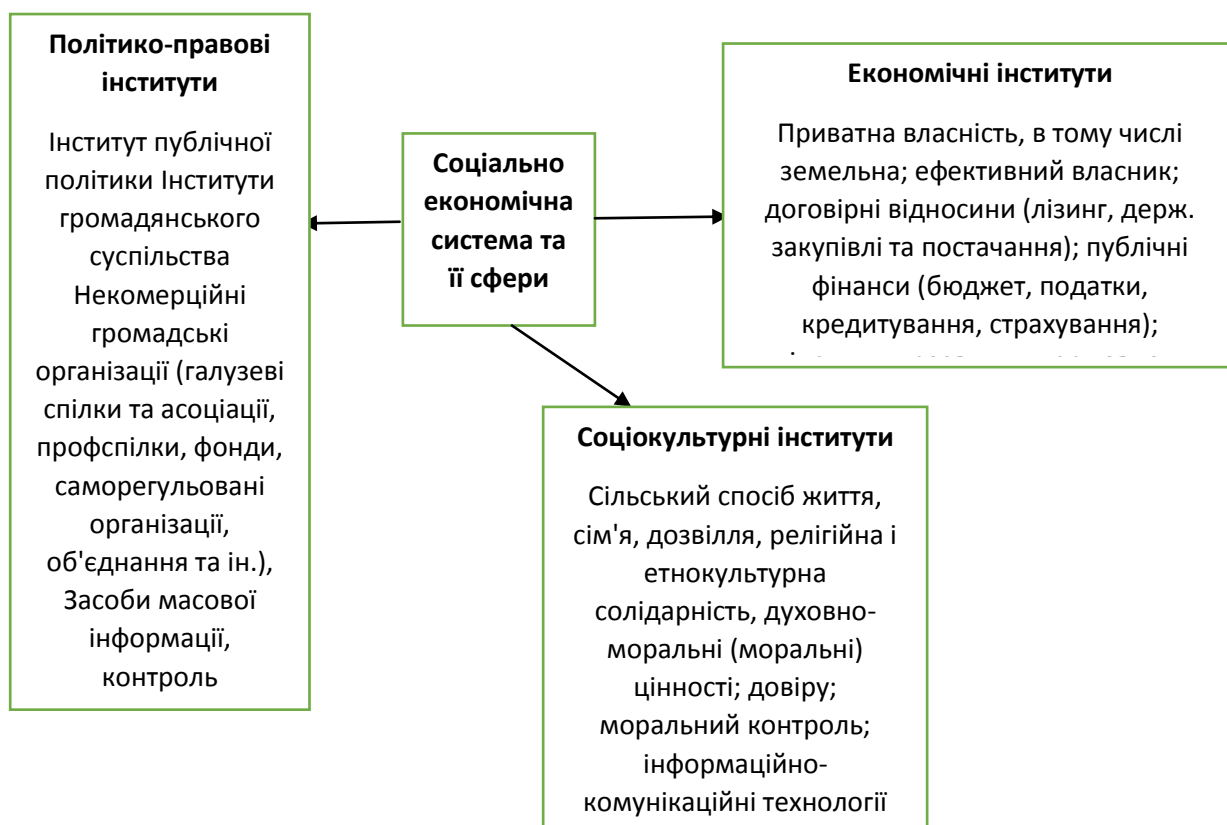 Політико-правові
інститути
Інститут публічної
політики Інститути
громадянського
суспільства
Некомерційні
громадські
організації (галузеві
спілки та асоціації,
профспілки, фонди,
саморегульовані
організації,
об'єднання та ін.),
Засоби масової
інформації,
контроль
Соціально
економічна
система та
її сфери
Економічні інститути
Приватна власність, в тому числі
земельна; ефективний власник;
договірні відносини (лізинг, держ.
закупівлі та постачання); публічні
фінанси (бюджет, податки,
кредитування, страхування);
Соціокультурні інститути
Сільський спосіб життя,
сім'я, дозвілля, релігійна і
етнокультурна
солідарність, духовно-
моральні (моральні)
цінності; довіру;
моральний контроль;
інформаційно-
комунікаційні технології